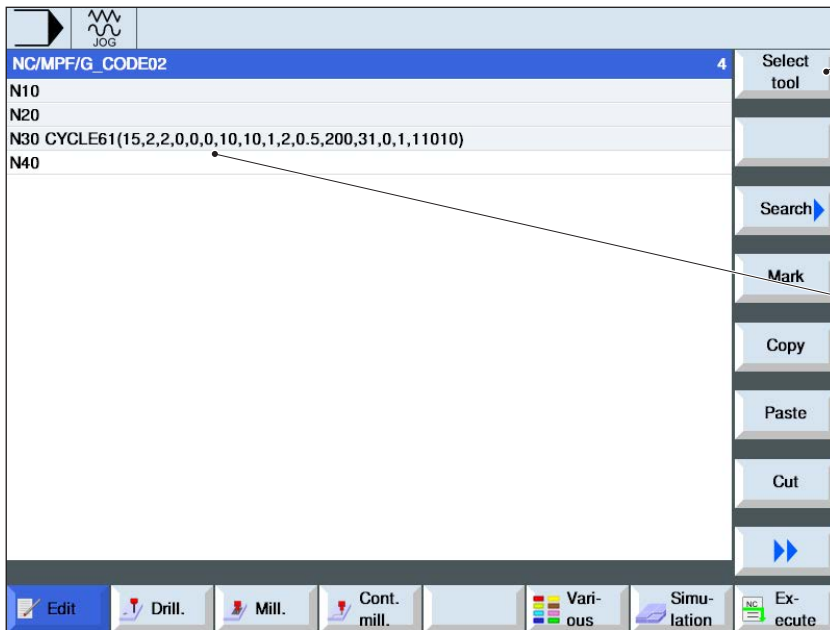 JOG
NC/MPF/G_CODE02 4
N10
N20
N30 CYCLE61(15,2,2,0,0,0,10,10,1,2,0.5,200,31,0,1,11010)
N40
Select
tool
Search
Mark
Copy
Paste
Cut
Edit
Drill.
Mill.
Cont.
mill.
Vari-
ous
Simu-
lation
NC
Ex-
ecute